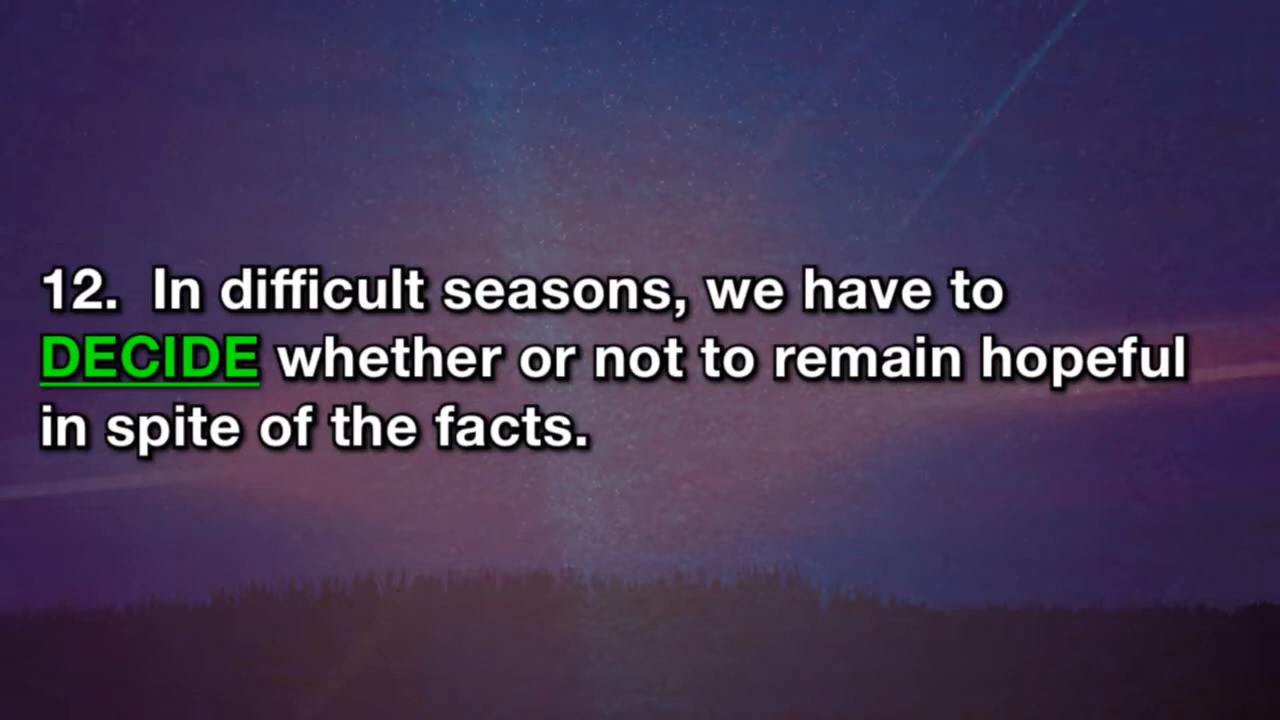 12. In difficult seasons, we have to
DECIDE whether or not to remain hopeful
in spite of the facts.